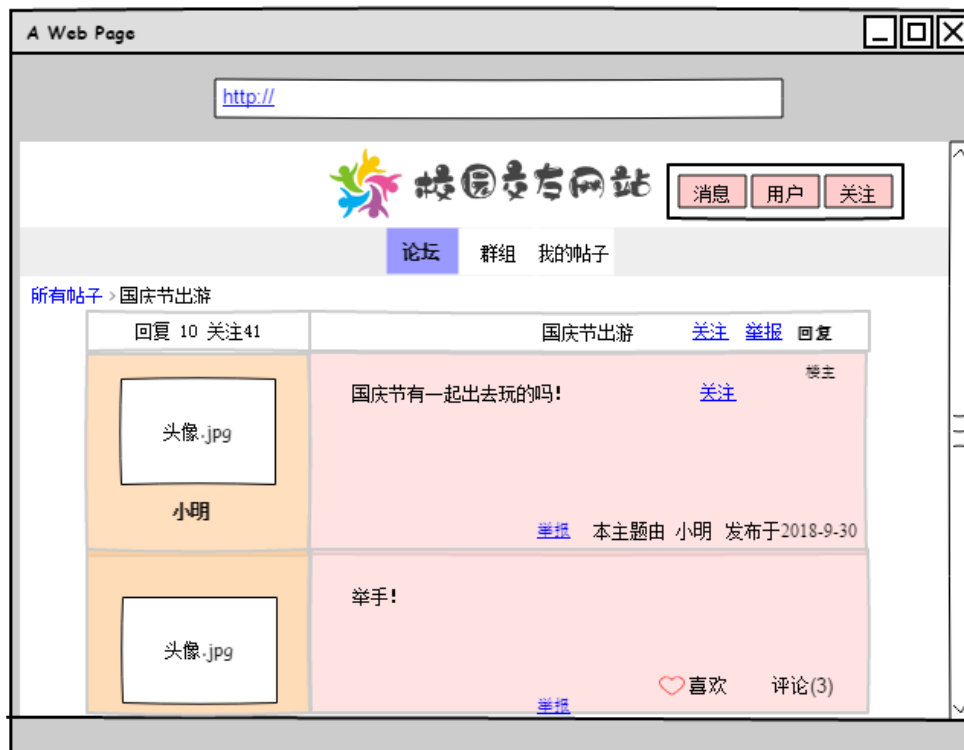 A Web Page
http://
校园交友网站
消息 用户 关注
论坛 群组 我的帖子
所有帖子 > 国庆节出游
回复 10 关注41 国庆节出游 关注 举报 回复
楼主
国庆节有一起出去玩的吗! 关注
头像.jpg
小明
举报 本主题由 小明 发布于2018-9-30
举手!
头像.jpg
喜欢 评论(3)
举报